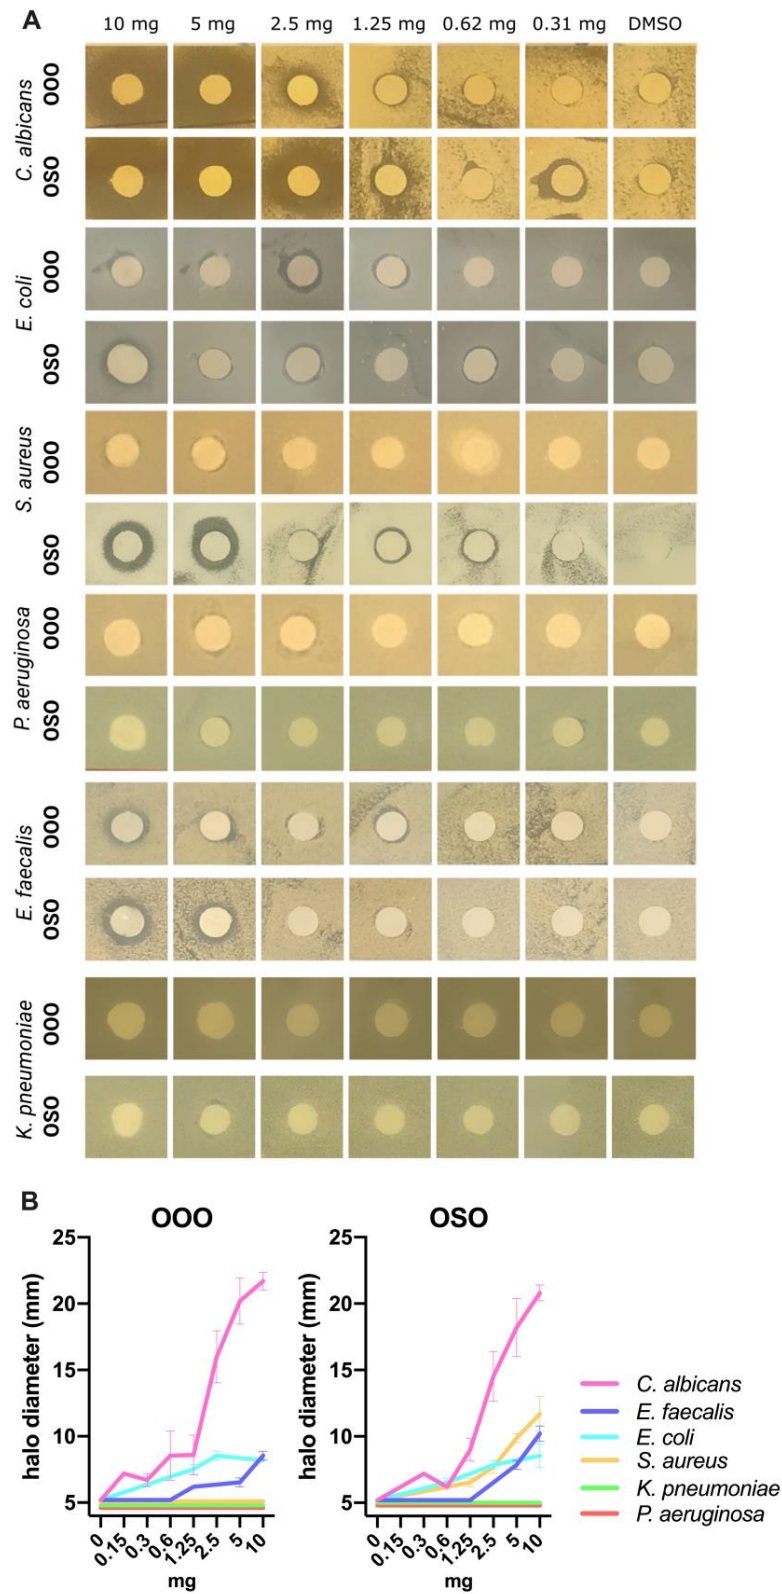 A
10 mg 5 mg 2.5 mg 1.25 mg 0.62 mg 0.31 mg DMSO
C. albicans
OOO
OSO
E. coli
OOO
OSO
S. aureus
OOO
OSO
P. aeruginosa
OOO
OSO
E. faecalis
OOO
OSO
K. pneumoniae
OOO
OSO
B
OOO
halo diameter (mm)
25
20
15
10
5
0 0.15 0.3 0.6 1.25 2.5 5 10
mg
OSO
halo diameter (mm)
25
20
15
10
5
0 0.15 0.3 0.6 1.25 2.5 5 10
mg
C. albicans
E. faecalis
E. coli
S. aureus
K. pneumoniae
P. aeruginosa